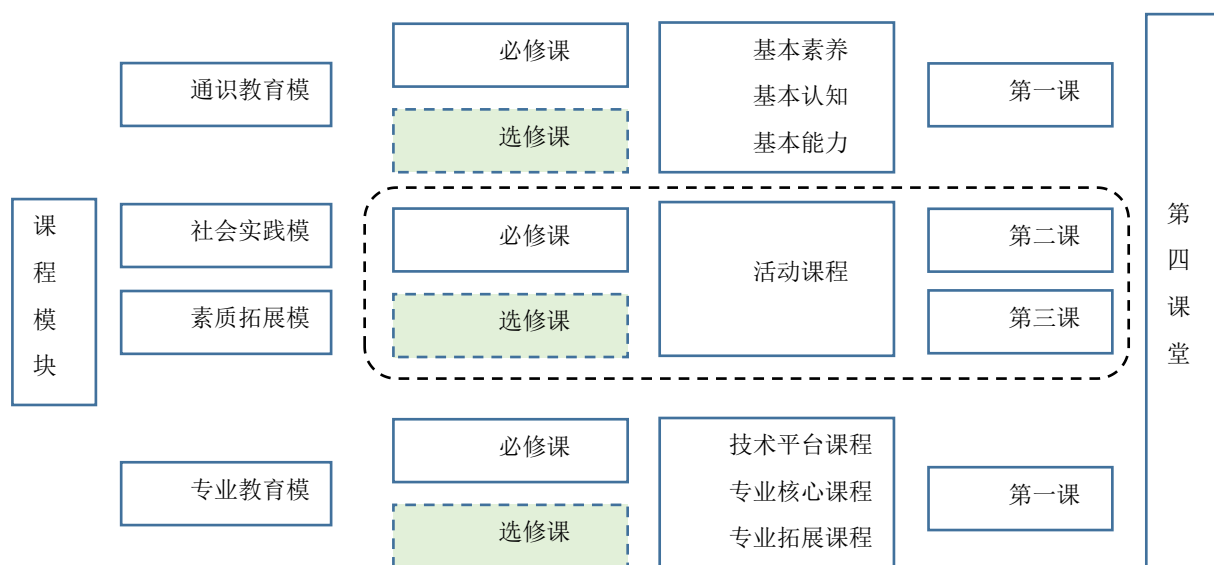 课程模块
通识教育模
必修课
选修课
基本素养
基本认知
基本能力
第一课
社会实践模
素质拓展模
必修课
选修课
活动课程
第二课
第三课
专业教育模
必修课
选修课
技术平台课程
专业核心课程
专业拓展课程
第一课
第四课堂